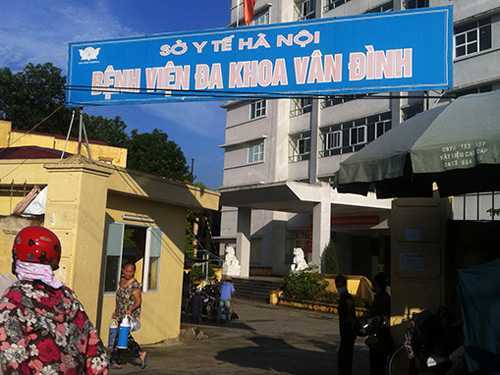 SỞ Y TẾ HÀ NỘI
BỆNH VIỆN ĐA KHOA VÂN ĐÌNH